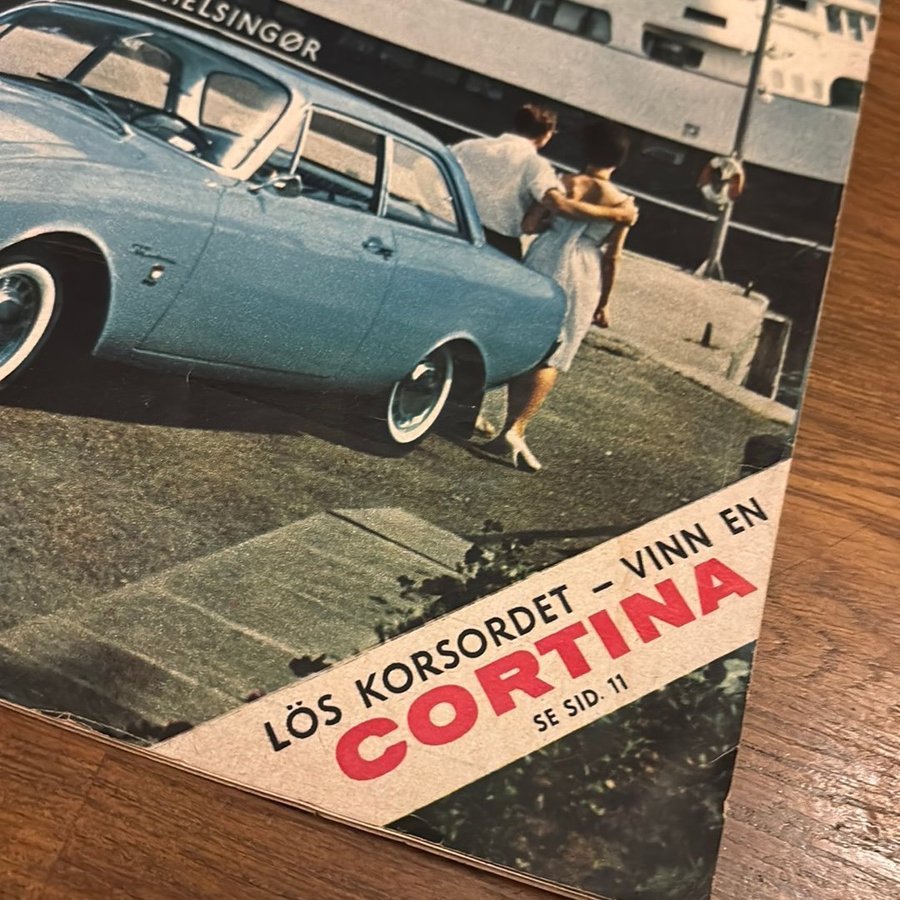 HELSINGØR
LÖS KORSORDET – VINN EN
CORTINA
SE SID. 11